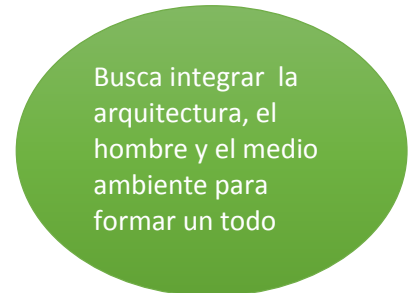 Busca integrar la
arquitectura, el
hombre y el medio
ambiente para
formar un todo